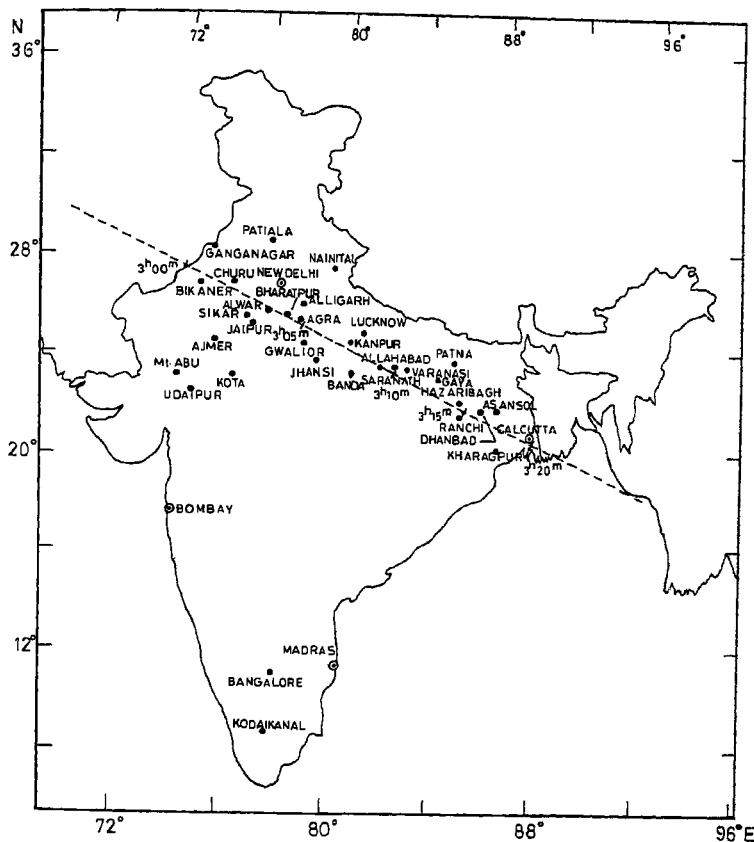 N
72° 80° 88° 96°
36°
PATIALA
28°
GANGANAGAR
NAINITAL
3h00m
CHURU NEWDELHI
BIKANER
BHARATPUR
ALLIGARH
ALWAR
SIKAR
AGRA
LUCKNOW
JAIPUR
3h05m
KANPUR
AJMER
GWALIOR
ALLAHABAD
PATNA
Mt. ABU
VARANASI
KOTA
JHANSI
BANDA
SARANATH
GAYA
UDAIPUR
3h10m
HAZARIBAGH
ASANSOL
3h15m
RANCHI
CALCUTTA
DHANBAD
20°
KHARAGPUR
3h20m
BOMBAY
12°
MADRAS
BANGALORE
KODAIKANAL
72° 80° 88° 96°E